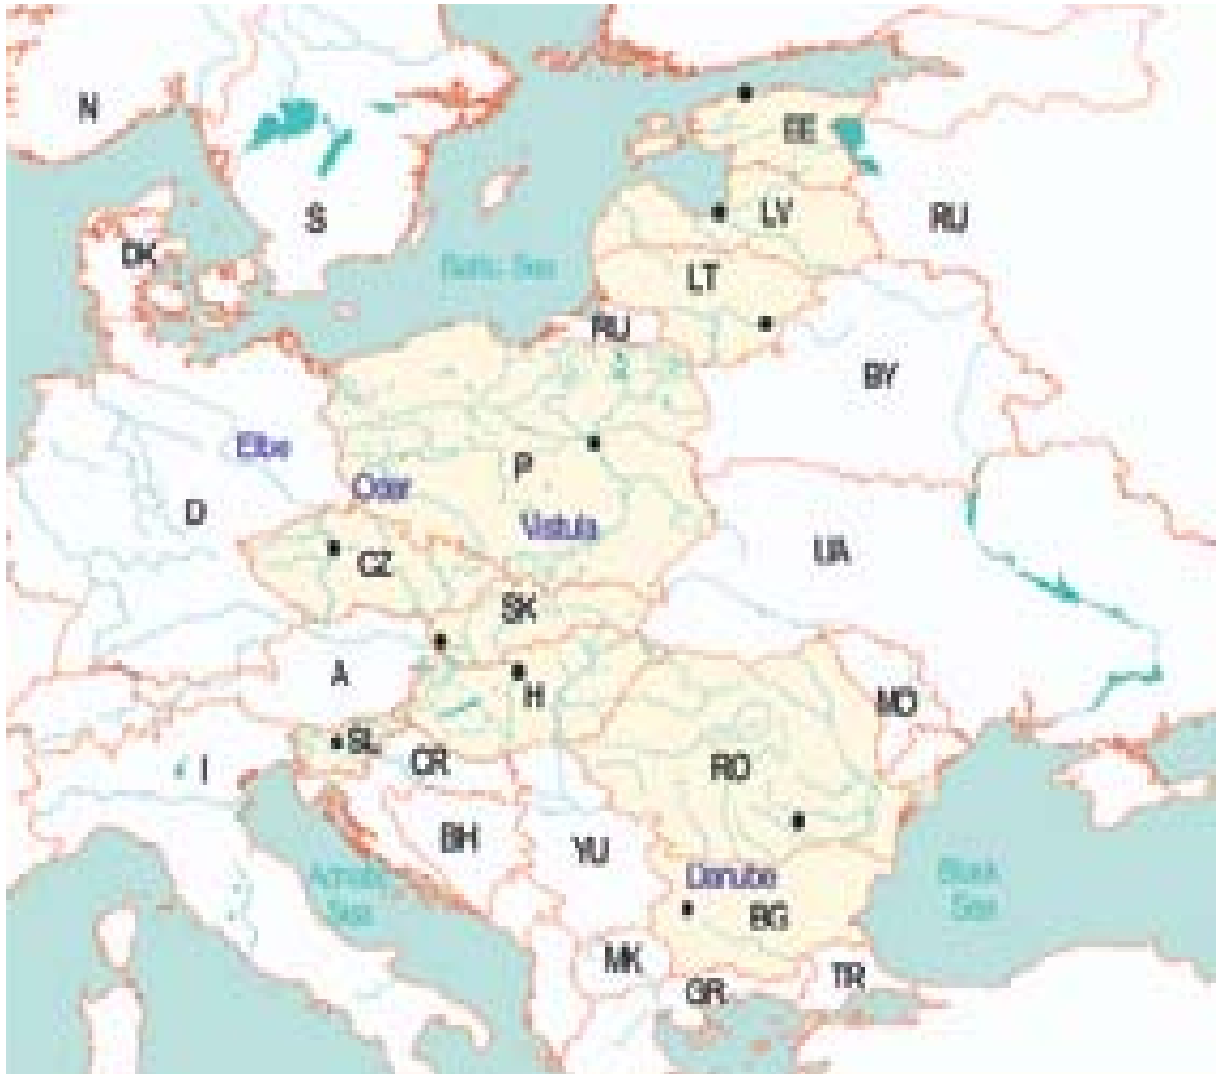 N
EE
S
LV
RU
DK
Baltic Sea
LT
RU
BY
Elbe
P
Oder
D
Vistula
CZ
UA
SK
A
H
MO
SL
CR
I
RO
BH
YU
Danube
Adriatic
Sea
Black
Sea
BG
MK
TR
GR